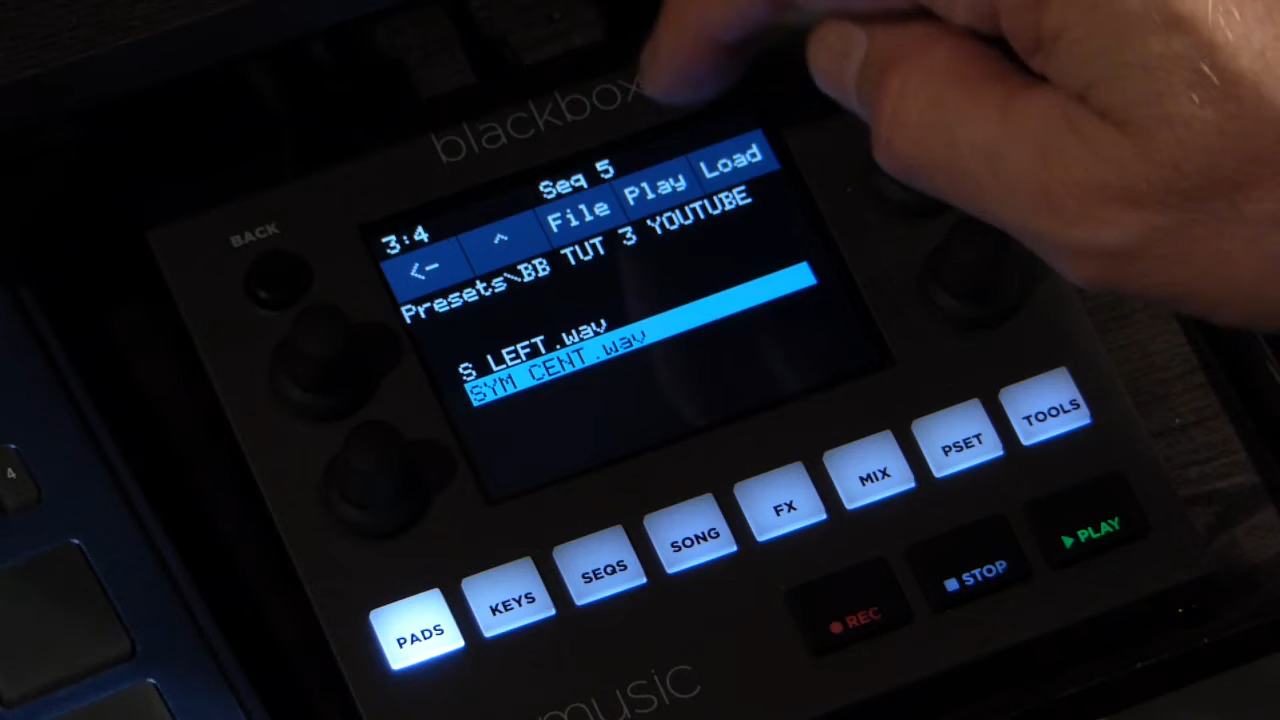 blackbox
BACK
3:4 Seq 5
<- ^ File Play Load
Presets\BB TUT 3 YOUTUBE
S LEFT.wav
SYM CENT.wav
PADS KEYS SEQS SONG FX MIX PSET TOOLS
REC STOP PLAY
music
4